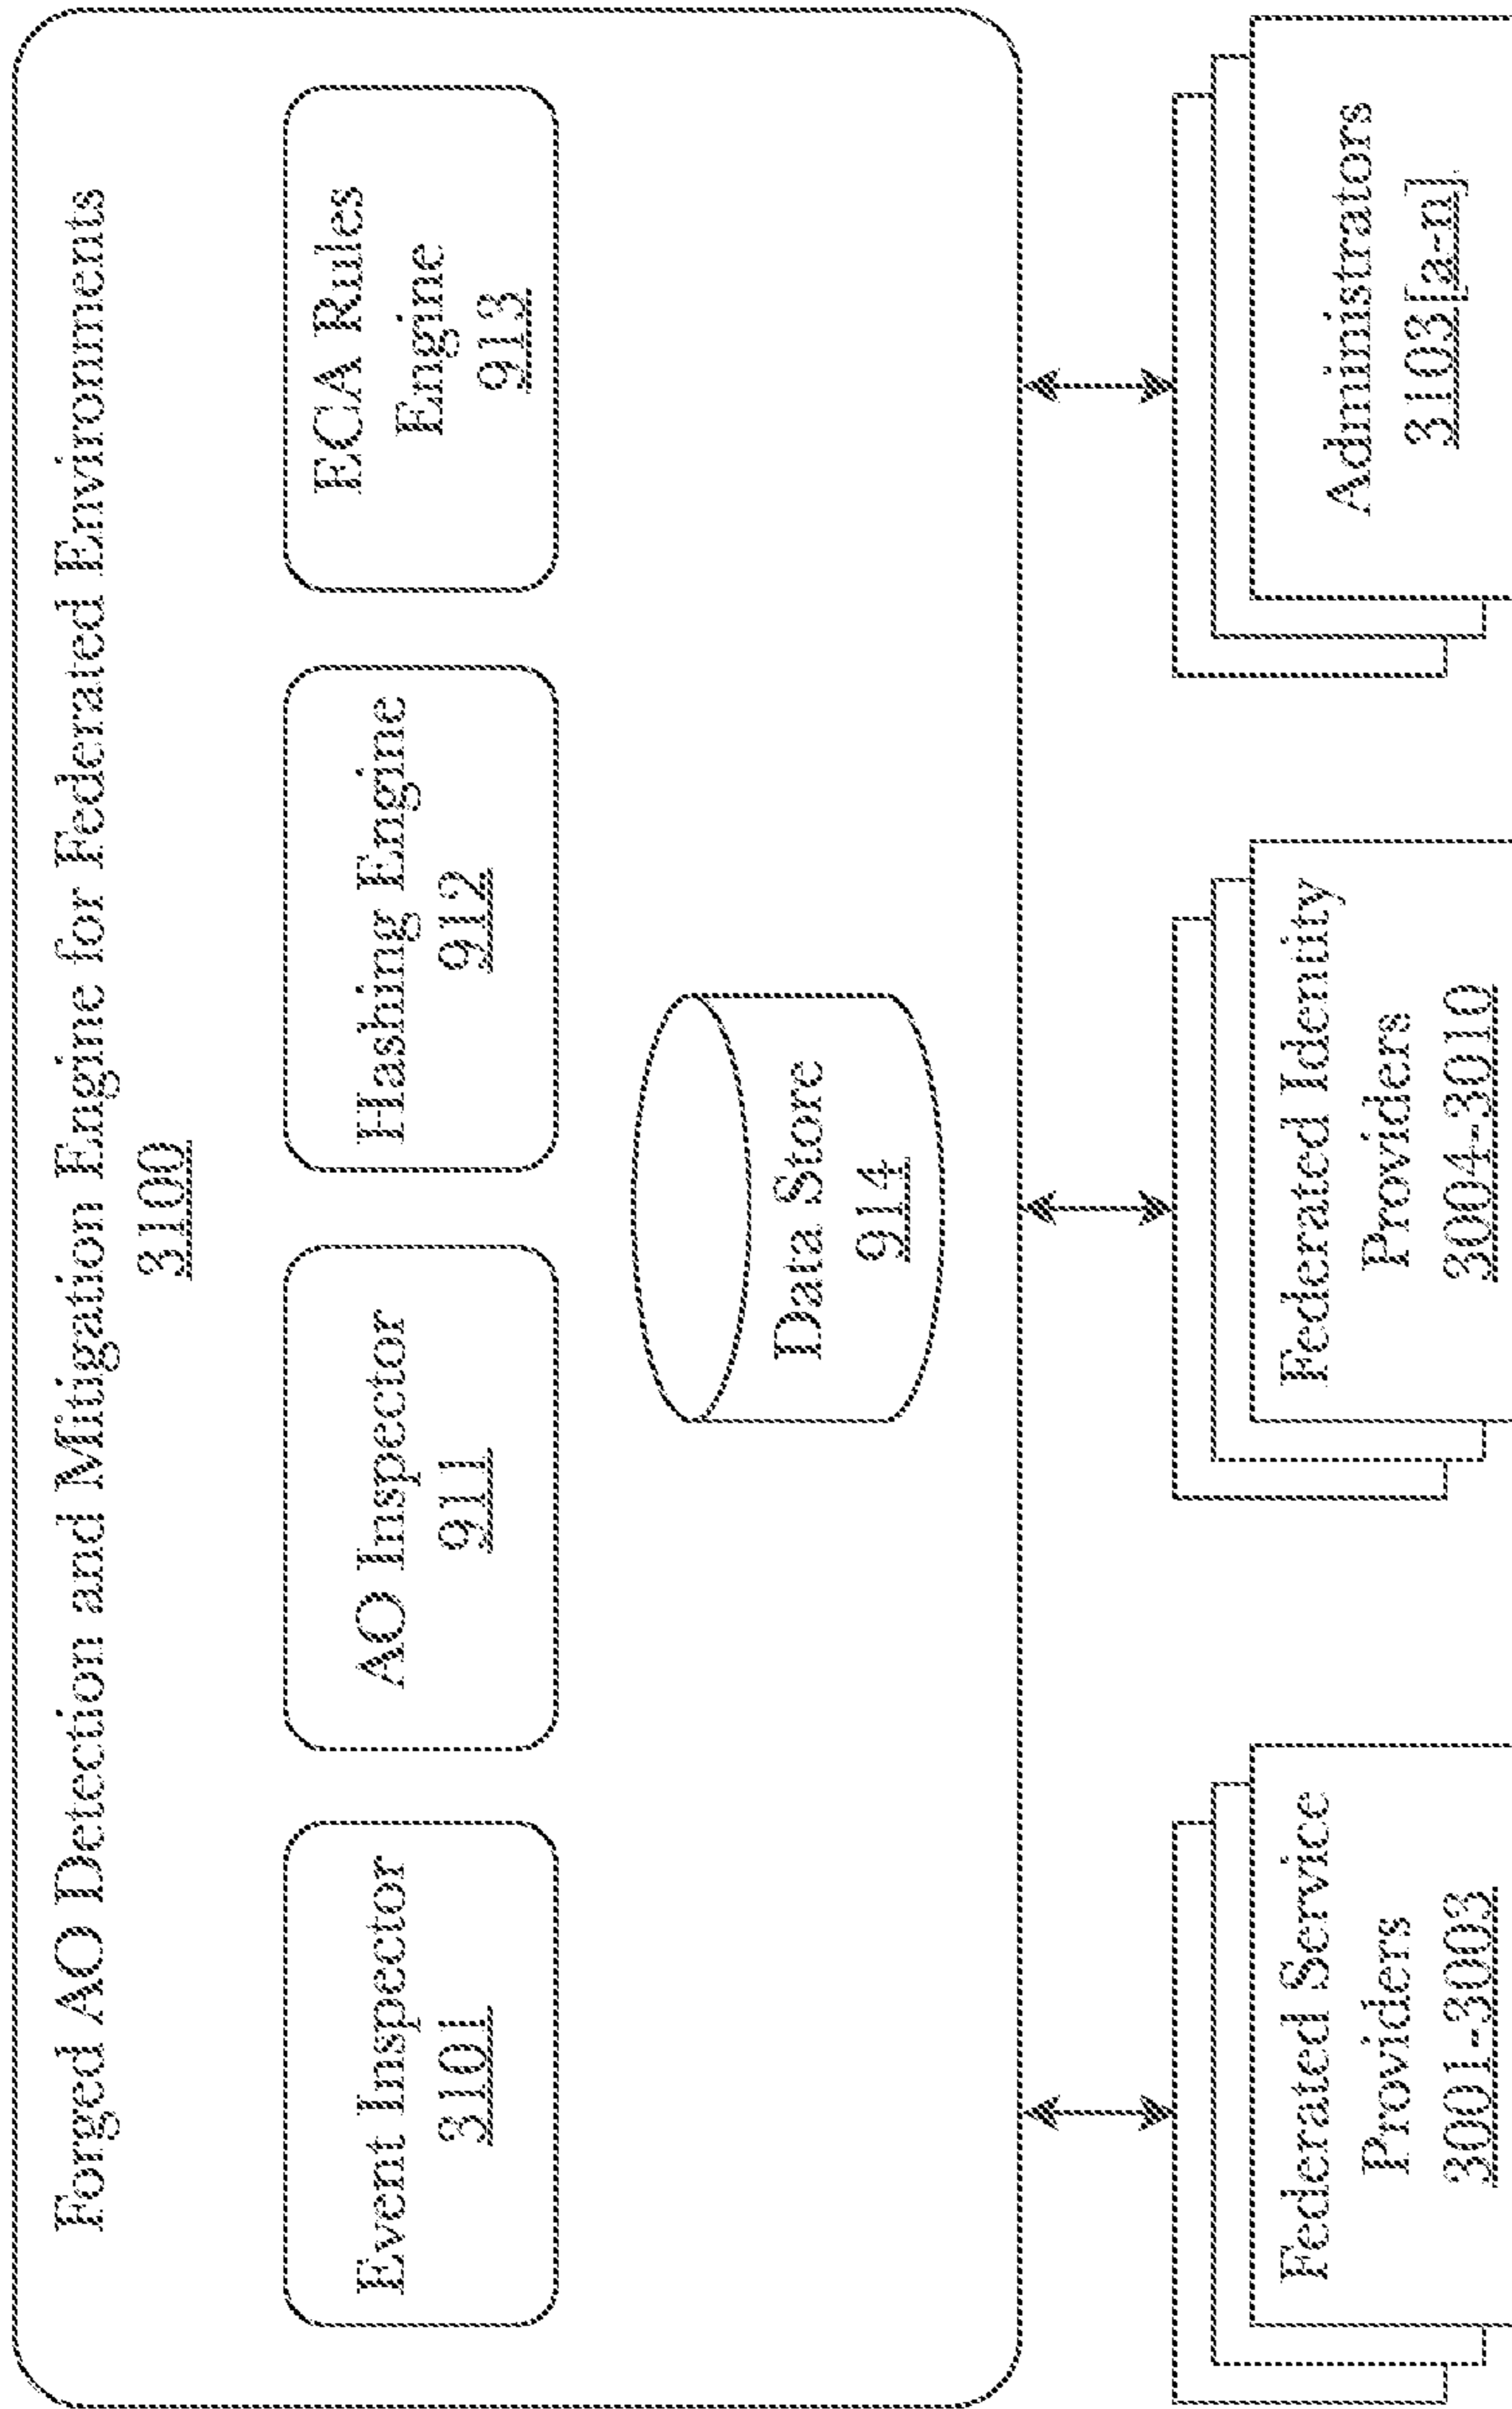 Forged AO Detection and Mitigation Engine for Federated Environments
3100
Event Inspector
3101
AO Inspector
911
Hashing Engine
912
ECA Rules
Engine
913
Data Store
914
Federated Service
Providers
3001-3003
Federated Identity
Providers
3004-3010
Administrators
3103[a-n]